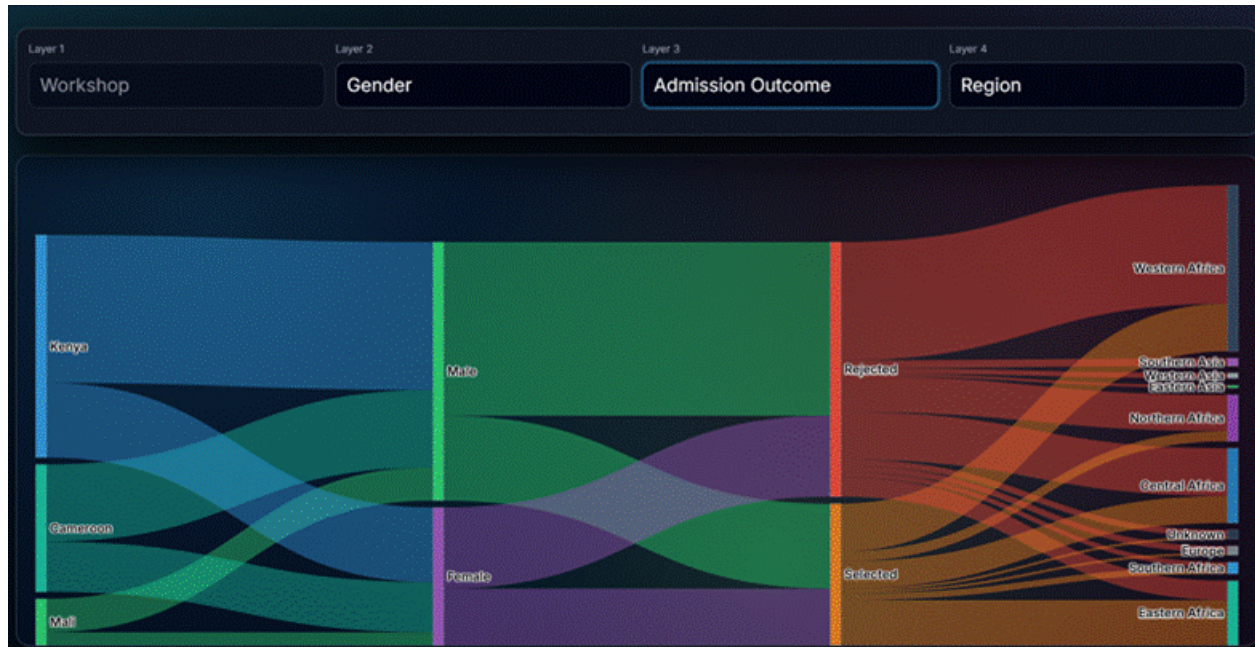 Layer 1
Layer 2
Layer 3
Layer 4
Workshop
Gender
Admission Outcome
Region
Kenya
Cameroon
Mali
Male
Female
Rejected
Selected
Western Africa
Southern Asia
Western Asia
Eastern Asia
Northern Africa
Central Africa
Unknown
Europe
Southern Africa
Eastern Africa